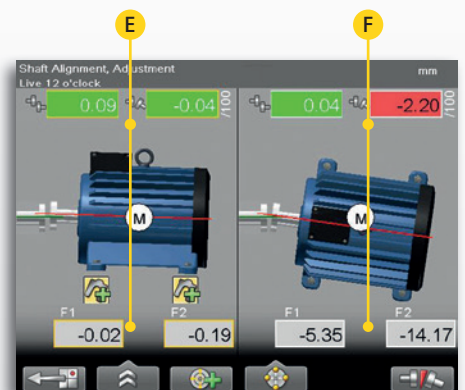 E F
Shaft Alignment, Adjustment mm
Live 12 o'clock
0.09 -0.04 /100 0.04 -2.20 /100
M M
F1 F2 F1 F2
-0.02 -0.19 -5.35 -14.17